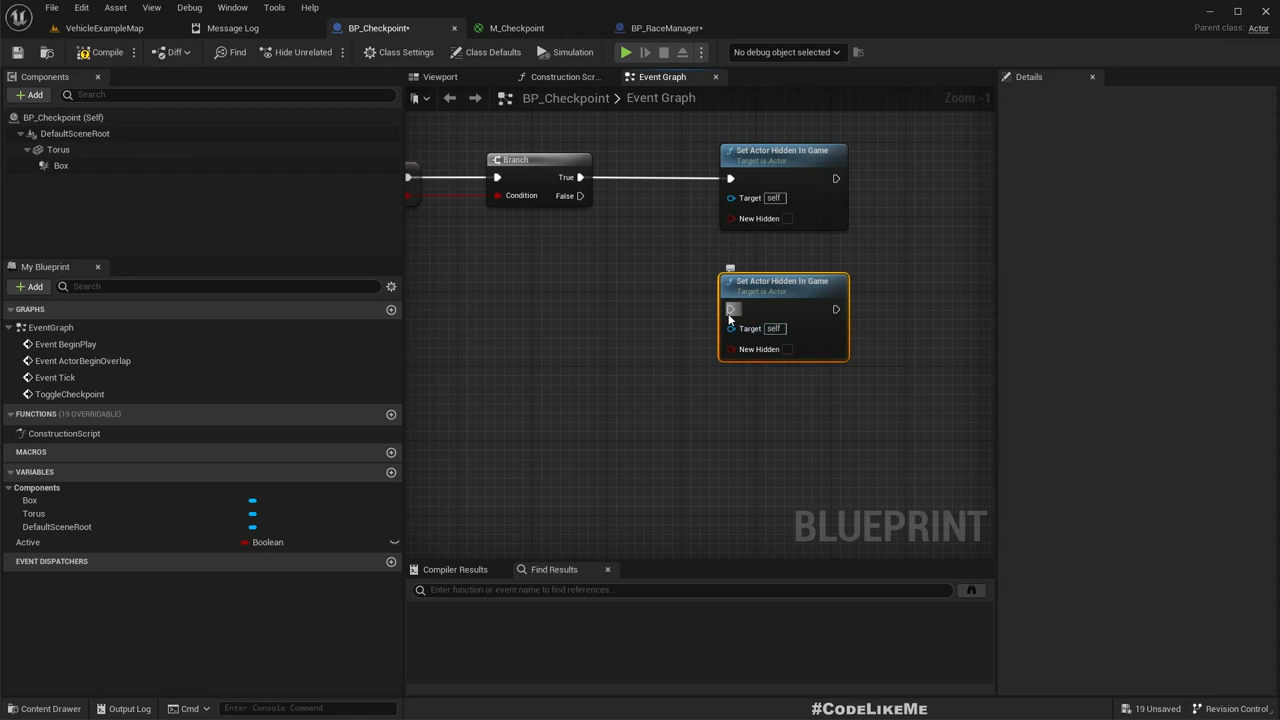 File Edit Asset View Debug Window Tools Help
VehicleExampleMap Message Log BP_Checkpoint* M_Checkpoint BP_RaceManager* Parent class: Actor
Compile Diff Find Hide Unrelated Class Settings Class Defaults Simulation No debug object selected
Components Viewport Construction Scr... Event Graph Details
Add Search BP_Checkpoint Event Graph Zoom -1
BP_Checkpoint (Self)
DefaultSceneRoot
Torus
Box
Branch
True
Condition False
Set Actor Hidden In Game
Target is Actor
Target self
New Hidden
Set Actor Hidden In Game
Target is Actor
Target self
New Hidden
My Blueprint
Add Search
GRAPHS
EventGraph
Event BeginPlay
Event ActorBeginOverlap
Event Tick
ToggleCheckpoint
FUNCTIONS (19 OVERRIDABLE)
ConstructionScript
MACROS
VARIABLES
Components
Box
Torus
DefaultSceneRoot
Active Boolean
EVENT DISPATCHERS
BLUEPRINT
Compiler Results Find Results
Enter function or event name to find references...
Content Drawer Output Log Cmd Enter Console Command #CodeLikeMe 19 Unsaved Revision Control